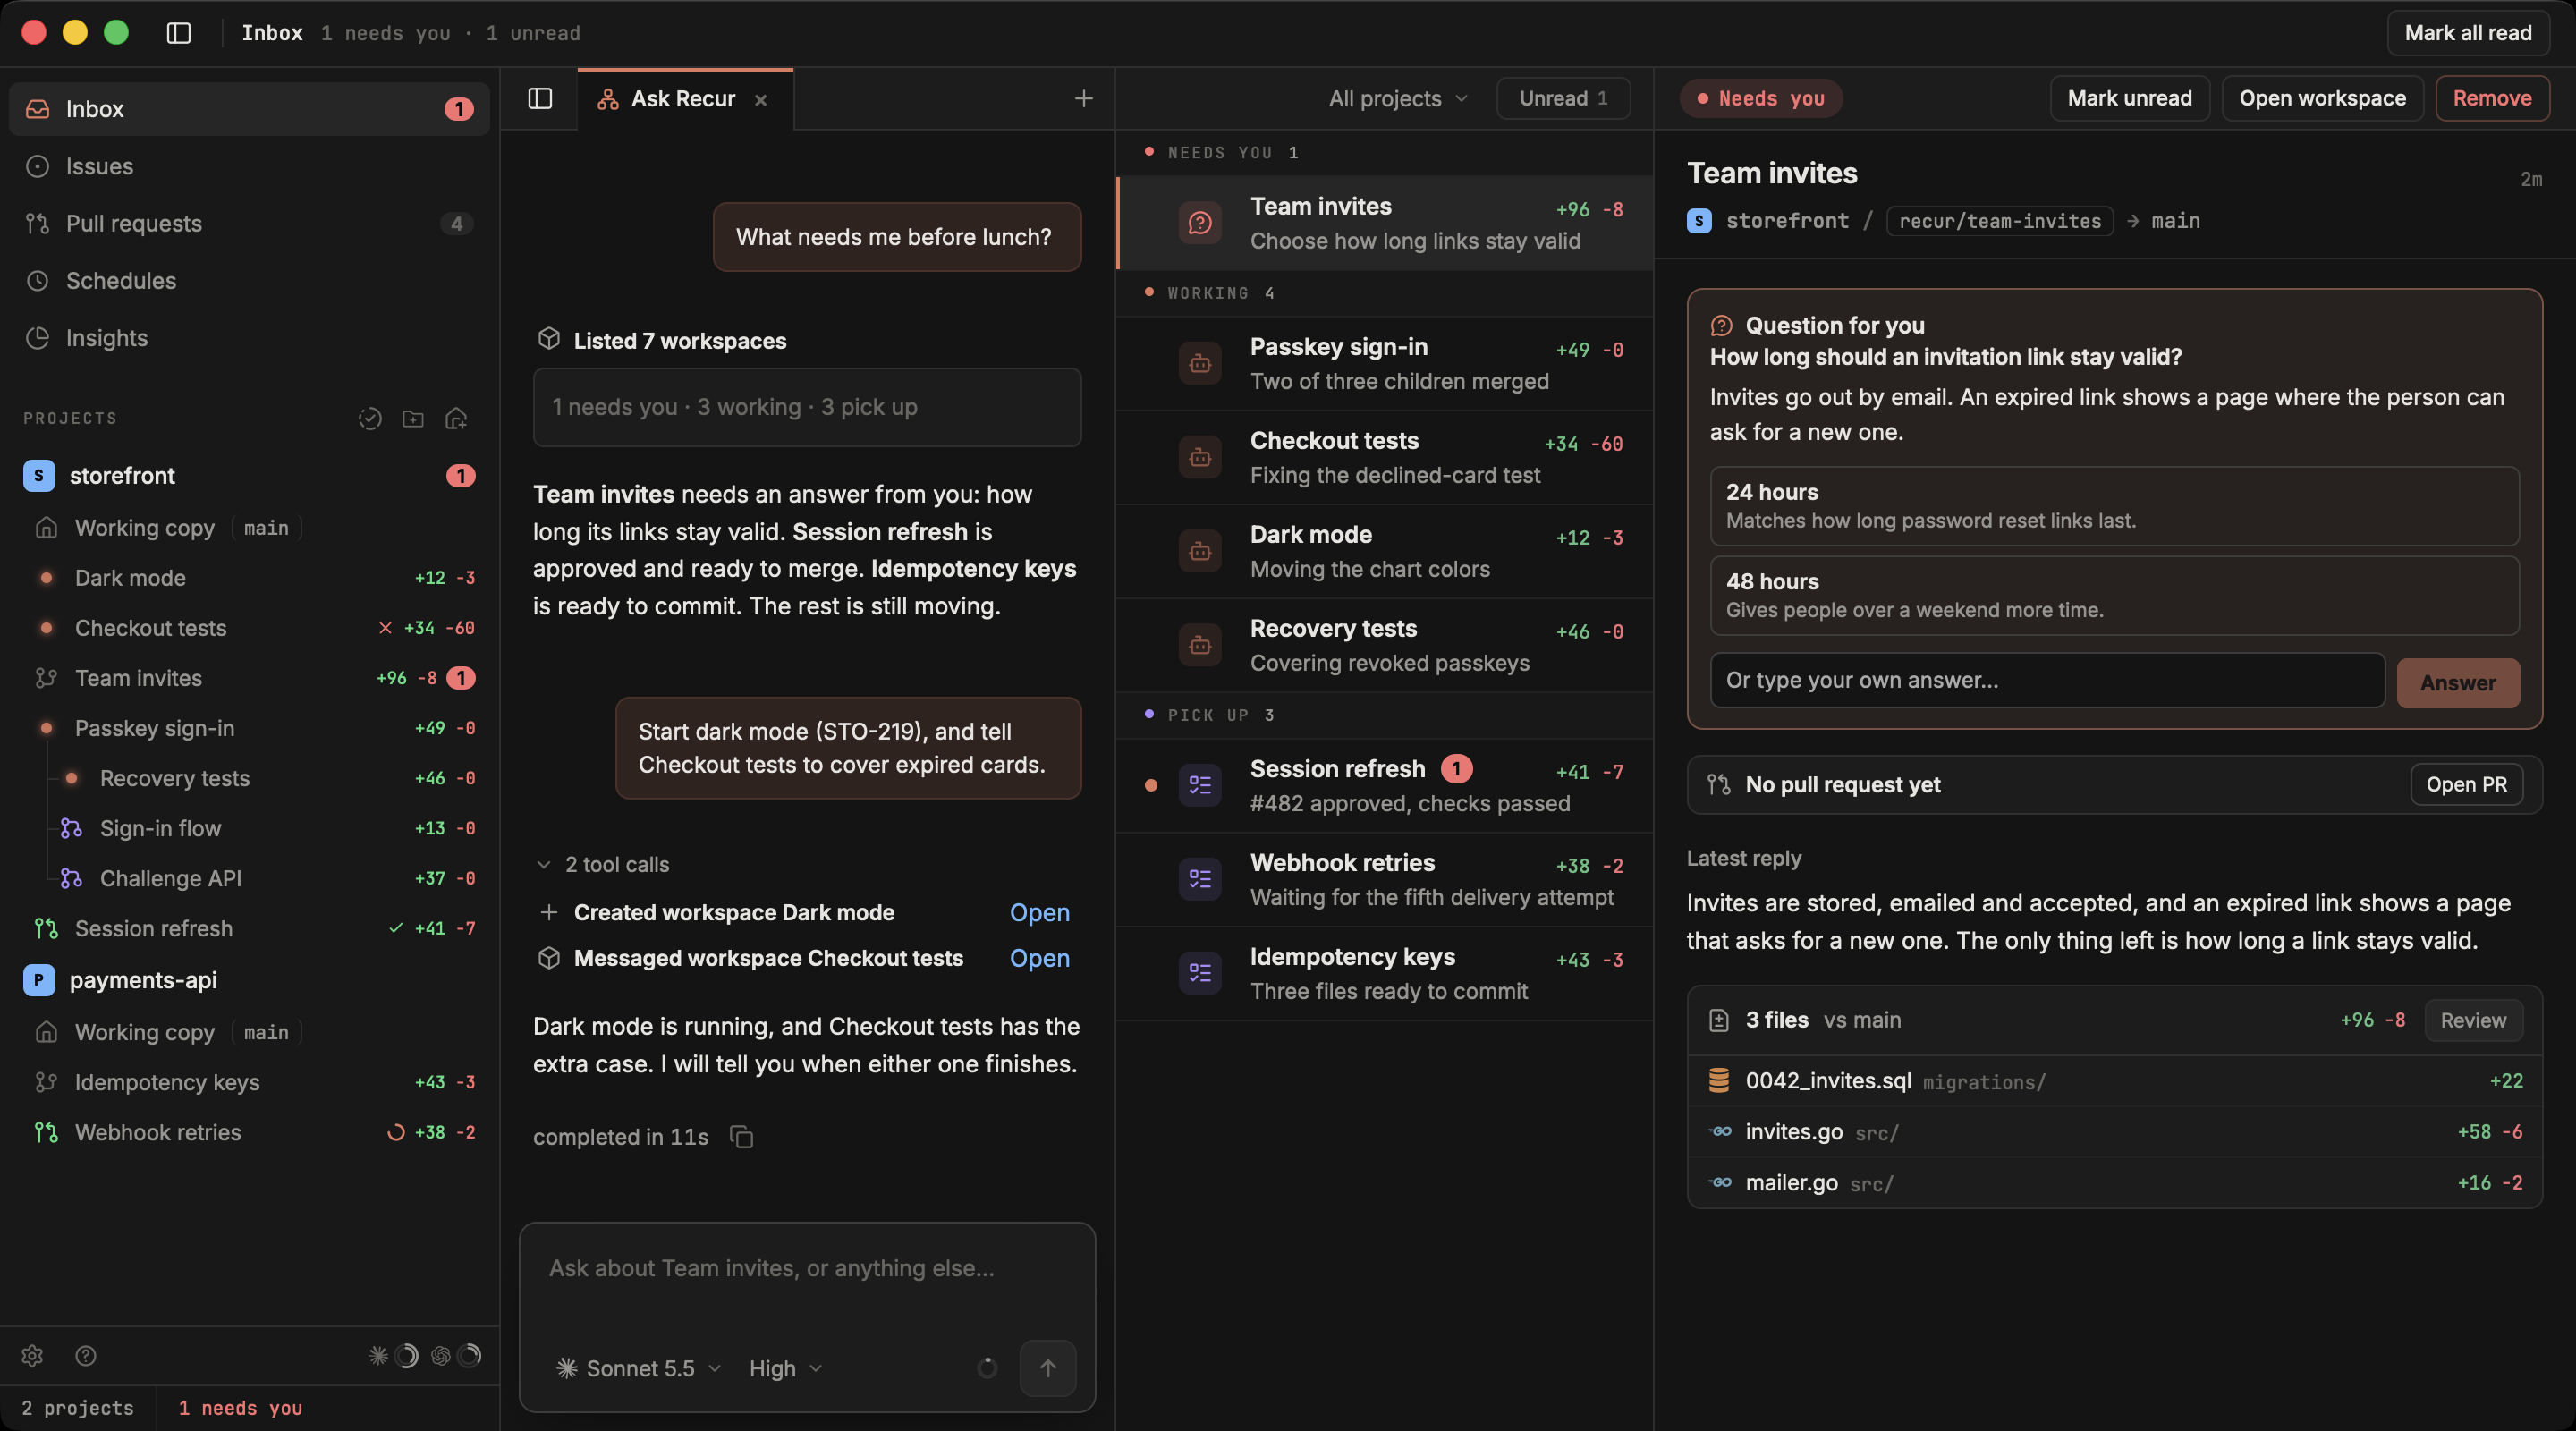 Inbox 1 needs you · 1 unread
Mark all read
Inbox 1
Issues
Pull requests 4
Schedules
Insights
PROJECTS
S storefront 1
Working copy main
Dark mode +12 -3
Checkout tests +34 -60
Team invites +96 -8 1
Passkey sign-in +49 -0
Recovery tests +46 -0
Sign-in flow +13 -0
Challenge API +37 -0
Session refresh +41 -7
P payments-api
Working copy main
Idempotency keys +43 -3
Webhook retries +38 -2
2 projects 1 needs you
Ask Recur
What needs me before lunch?
Listed 7 workspaces
1 needs you · 3 working · 3 pick up
Team invites needs an answer from you: how
long its links stay valid. Session refresh is
approved and ready to merge. Idempotency keys
is ready to commit. The rest is still moving.
Start dark mode (STO-219), and tell
Checkout tests to cover expired cards.
2 tool calls
Created workspace Dark mode Open
Messaged workspace Checkout tests Open
Dark mode is running, and Checkout tests has the
extra case. I will tell you when either one finishes.
completed in 11s
Ask about Team invites, or anything else...
Sonnet 5.5 High
All projects Unread 1
NEEDS YOU 1
Team invites +96 -8
Choose how long links stay valid
WORKING 4
Passkey sign-in +49 -0
Two of three children merged
Checkout tests +34 -60
Fixing the declined-card test
Dark mode +12 -3
Moving the chart colors
Recovery tests +46 -0
Covering revoked passkeys
PICK UP 3
Session refresh 1 +41 -7
#482 approved, checks passed
Webhook retries +38 -2
Waiting for the fifth delivery attempt
Idempotency keys +43 -3
Three files ready to commit
Needs you
Mark unread Open workspace Remove
Team invites 2m
S storefront / recur/team-invites → main
Question for you
How long should an invitation link stay valid?
Invites go out by email. An expired link shows a page where the person can
ask for a new one.
24 hours
Matches how long password reset links last.
48 hours
Gives people over a weekend more time.
Or type your own answer... Answer
No pull request yet Open PR
Latest reply
Invites are stored, emailed and accepted, and an expired link shows a page
that asks for a new one. The only thing left is how long a link stays valid.
3 files vs main +96 -8 Review
0042_invites.sql migrations/ +22
GO invites.go src/ +58 -6
GO mailer.go src/ +16 -2